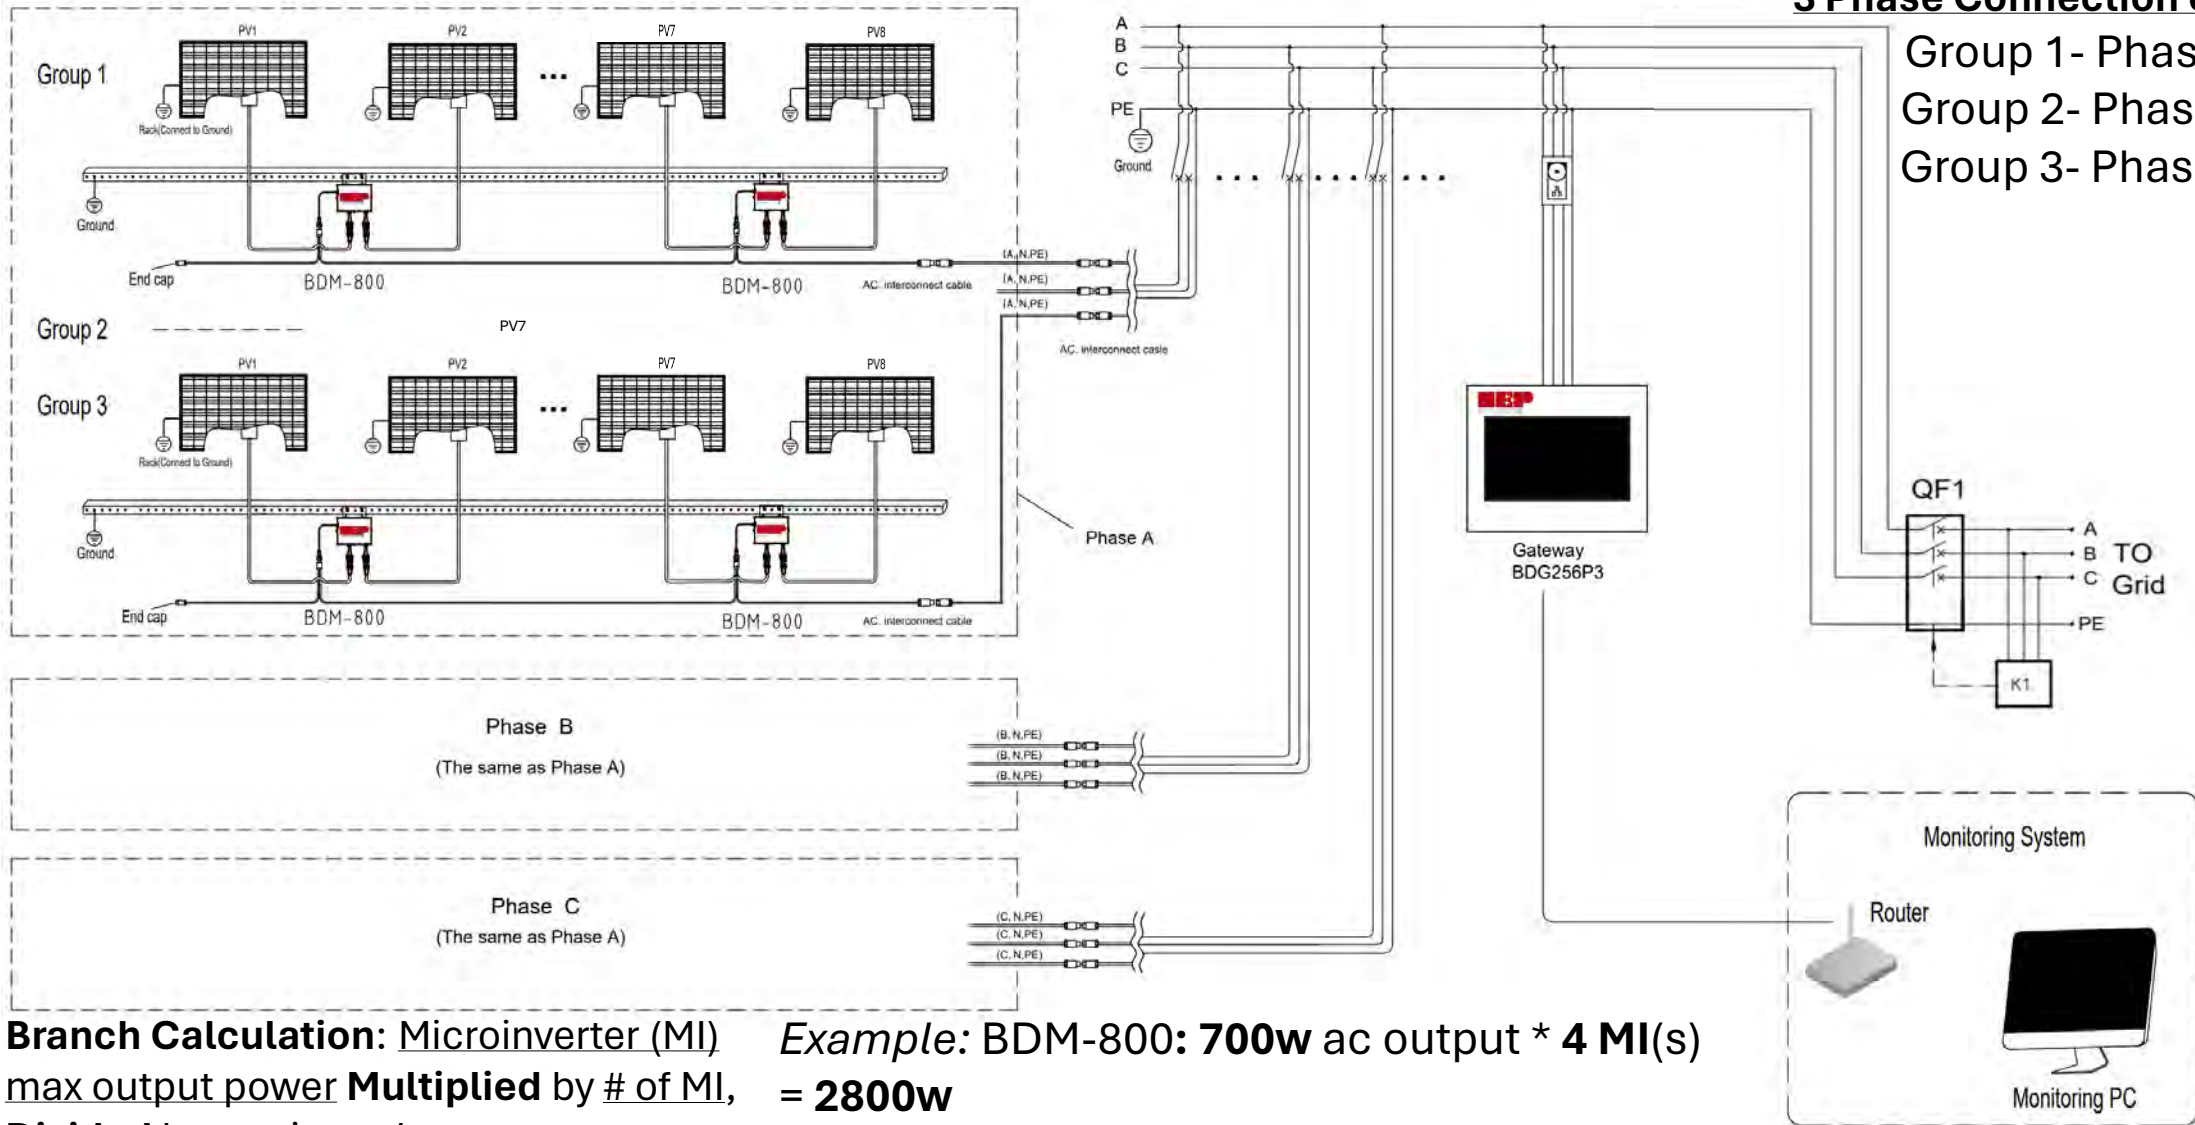 3 Phase Connection
Group 1- Phas
Group 2- Phas
Group 3- Phas
Group 1
PV1
PV2
PV7
PV8
Rack(Connect to Ground)
Ground
End cap
BDM-800
BDM-800
AC. interconnect cable
Group 2
PV7
Group 3
PV1
PV2
PV7
PV8
Rack(Connect to Ground)
Ground
End cap
BDM-800
BDM-800
AC. interconnect cable
(A, N,PE)
(A, N,PE)
(A, N,PE)
AC. interconnect casle
Phase A
Phase B
(The same as Phase A)
(B, N,PE)
(B, N,PE)
(B, N,PE)
Phase C
(The same as Phase A)
(C, N,PE)
(C, N,PE)
(C, N,PE)
A
B
C
PE
Ground
NEP
Gateway
BDG256P3
QF1
A
B
C
TO
Grid
PE
K1
Monitoring System
Router
Monitoring PC
Branch Calculation: Microinverter (MI)
max output power Multiplied by # of MI,
Example: BDM-800: 700w ac output * 4 MI(s)
= 2800w